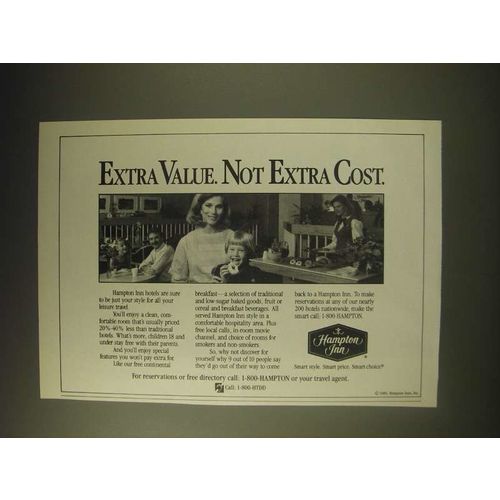 EXTRA VALUE. NOT EXTRA COST.
Hampton Inn hotels are sure
to be just your style for all your
leisure travel.
You'll enjoy a clean, com-
fortable room that's usually priced
20%-40% less than traditional
hotels. What's more, children 18 and
under stay free with their parents.
And you'll enjoy special
features you won't pay extra for.
Like our free continental
breakfast—a selection of traditional
and low-sugar baked goods, fruit or
cereal and breakfast beverages. All
served Hampton Inn style in a
comfortable hospitality area. Plus
free local calls, in-room movie
channel, and choice of rooms for
smokers and non-smokers.
So, why not discover for
yourself why 9 out of 10 people say
they'd go out of their way to come
back to a Hampton Inn. To make
reservations at any of our nearly
200 hotels nationwide, make the
smart call: 1-800-HAMPTON.
Hampton
Inn
®
Smart style. Smart price. Smart choice.®
For reservations or free directory call: 1-800-HAMPTON or your travel agent.
Call: 1-800-HTDD
Hampton Inns, Inc.